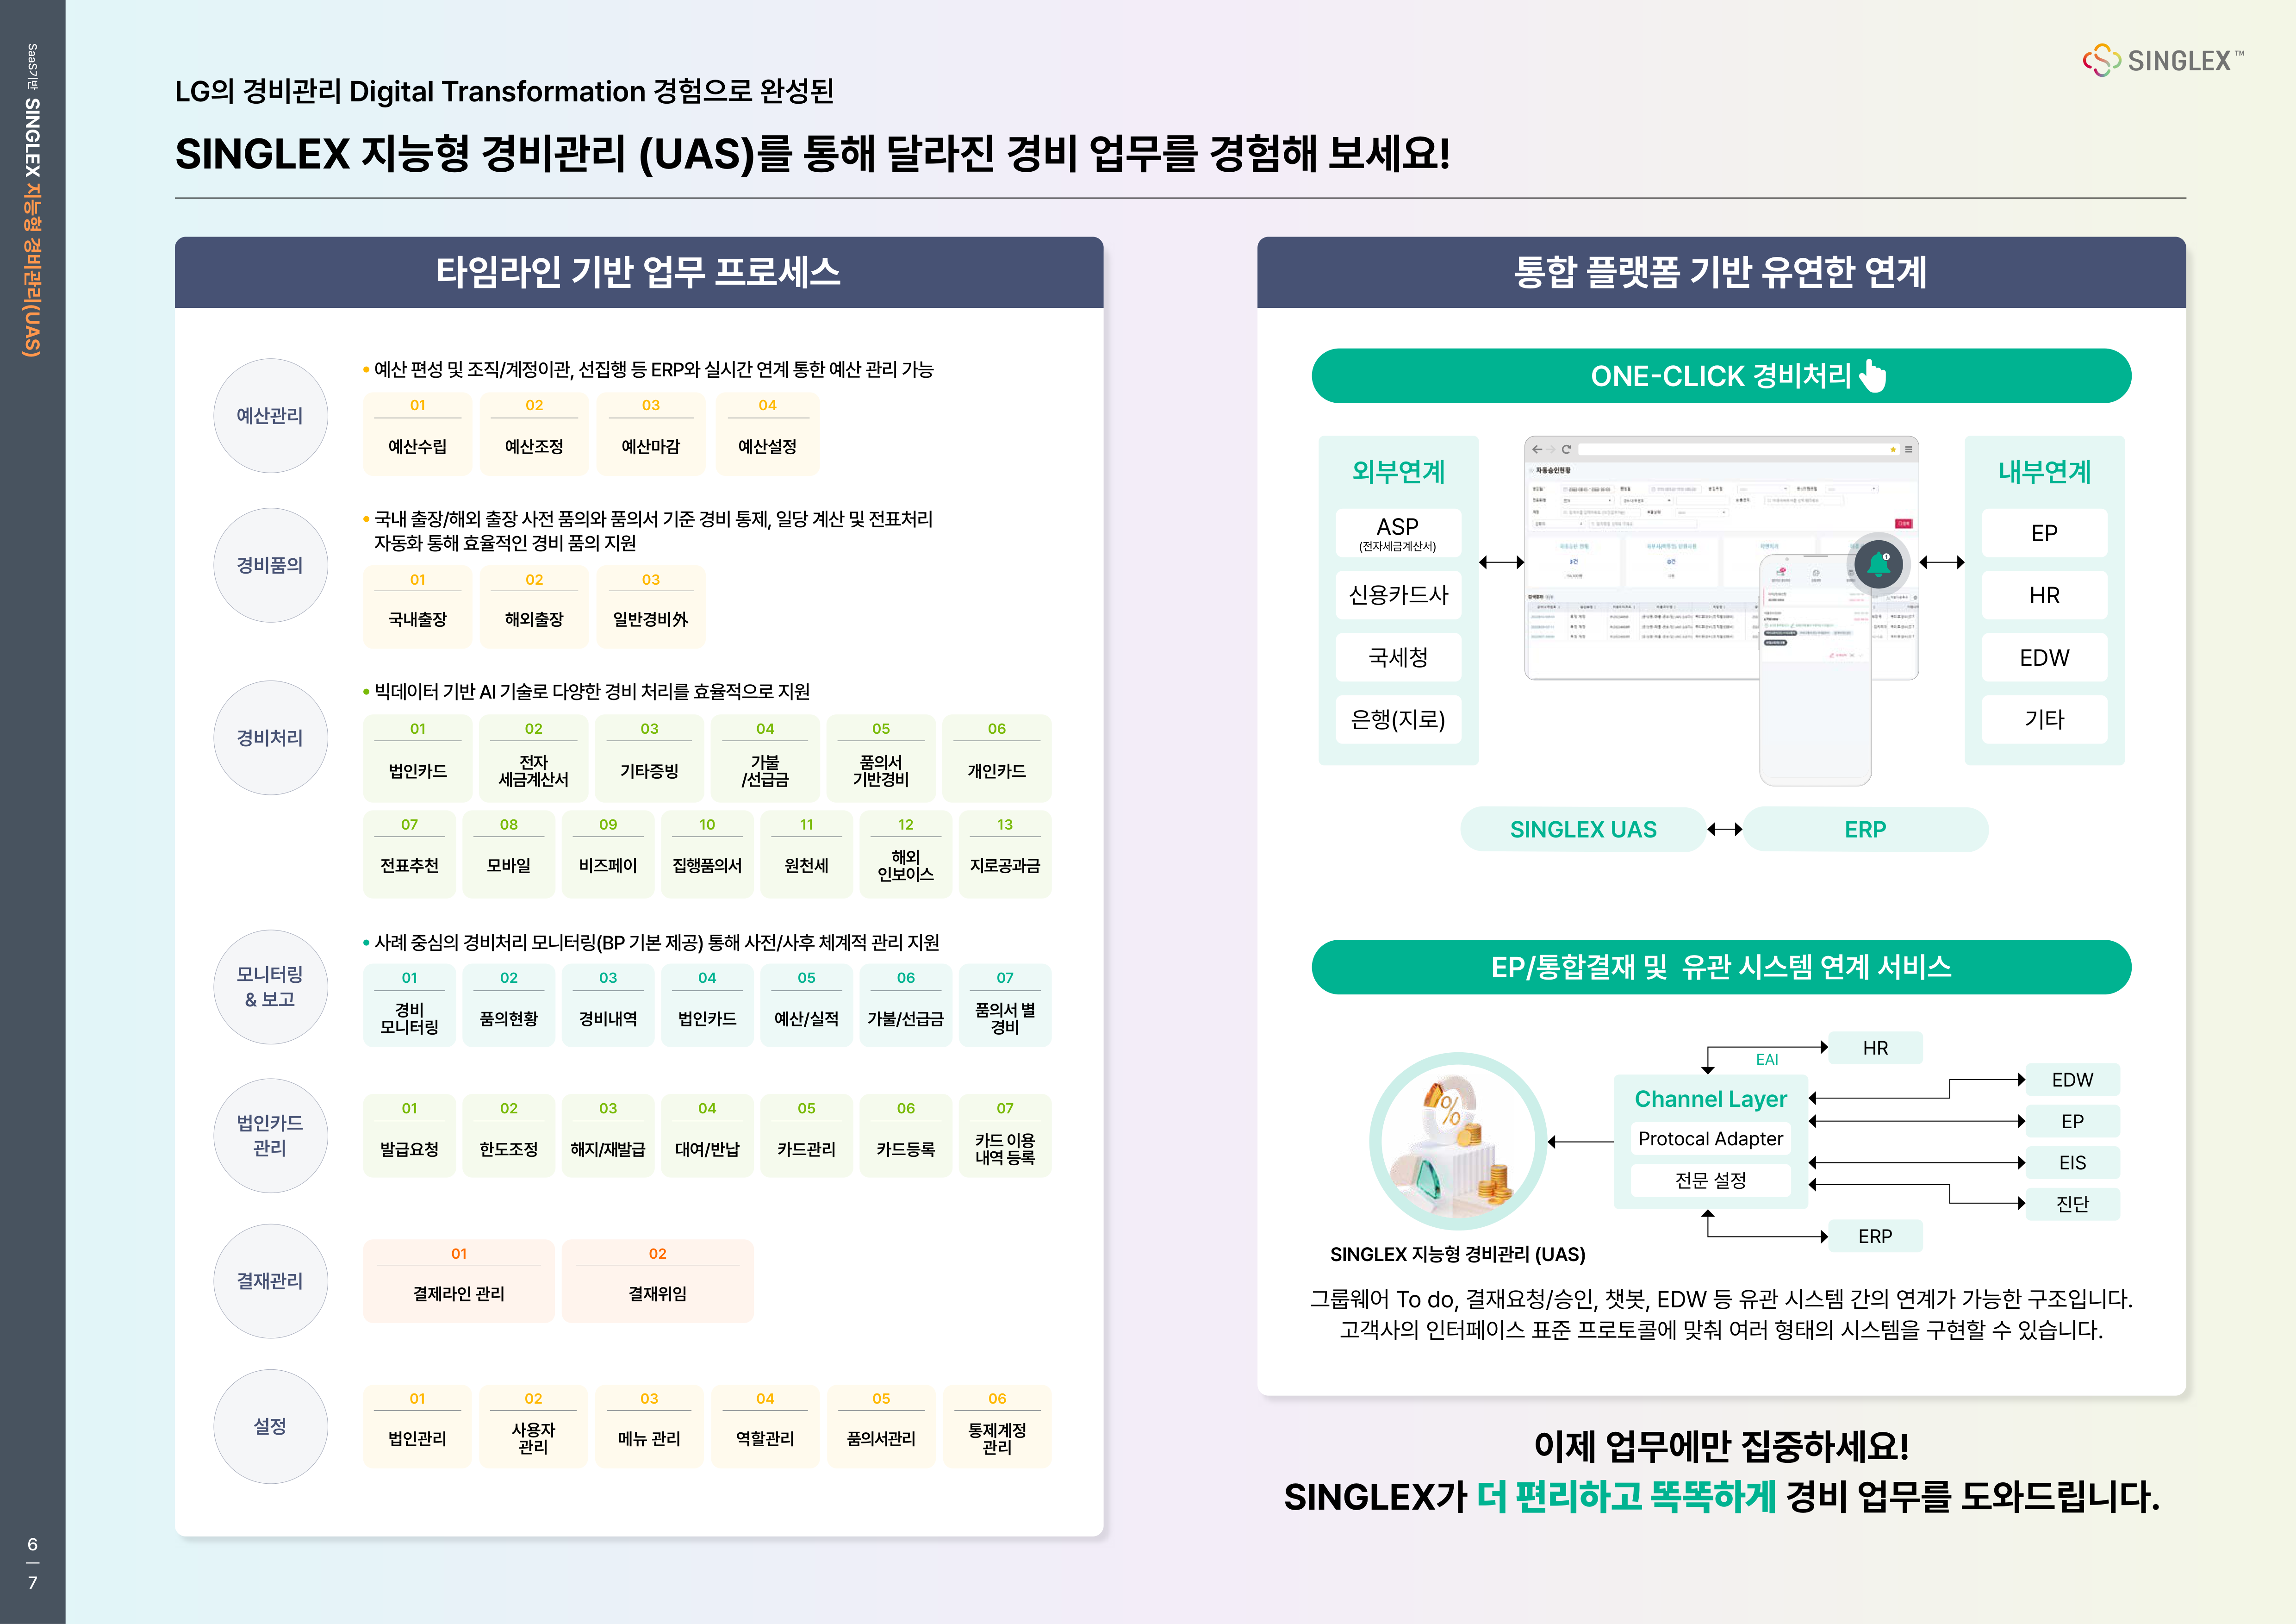 SaaS기반 SINGLEX 지능형 경비관리(UAS)
6
7
SINGLEX™
LG의 경비관리 Digital Transformation 경험으로 완성된
SINGLEX 지능형 경비관리 (UAS)를 통해 달라진 경비 업무를 경험해 보세요!
타임라인 기반 업무 프로세스
예산관리
• 예산 편성 및 조직/계정이관, 선집행 등 ERP와 실시간 연계 통한 예산 관리 가능
01 02 03 04
예산수립 예산조정 예산마감 예산설정
경비품의
• 국내 출장/해외 출장 사전 품의와 품의서 기준 경비 통제, 일당 계산 및 전표처리
자동화 통해 효율적인 경비 품의 지원
01 02 03
국내출장 해외출장 일반경비外
경비처리
• 빅데이터 기반 AI 기술로 다양한 경비 처리를 효율적으로 지원
01 02 03 04 05 06
법인카드 전자 세금계산서 기타증빙 가불 /선급금 품의서 기반경비 개인카드
07 08 09 10 11 12 13
전표추천 모바일 비즈페이 집행품의서 원천세 해외 인보이스 지로공과금
모니터링
& 보고
• 사례 중심의 경비처리 모니터링(BP 기본 제공) 통해 사전/사후 체계적 관리 지원
01 02 03 04 05 06 07
경비 모니터링 품의현황 경비내역 법인카드 예산/실적 가불/선급금 품의서 별 경비
법인카드
관리
01 02 03 04 05 06 07
발급요청 한도조정 해지/재발급 대여/반납 카드관리 카드등록 카드 이용 내역 등록
결재관리
01 02
결제라인 관리 결재위임
설정
01 02 03 04 05 06
법인관리 사용자 관리 메뉴 관리 역할관리 품의서관리 통제계정 관리
통합 플랫폼 기반 유연한 연계
ONE-CLICK 경비처리
외부연계
ASP
(전자세금계산서)
신용카드사
국세청
은행(지로)
자동승인현황
내부연계
EP
HR
EDW
기타
SINGLEX UAS
ERP
EP/통합결재 및 유관 시스템 연계 서비스
SINGLEX 지능형 경비관리 (UAS)
EAI
Channel Layer
Protocal Adapter
전문 설정
HR
EDW
EP
EIS
진단
ERP
그룹웨어 To do, 결재요청/승인, 챗봇, EDW 등 유관 시스템 간의 연계가 가능한 구조입니다.
고객사의 인터페이스 표준 프로토콜에 맞춰 여러 형태의 시스템을 구현할 수 있습니다.
이제 업무에만 집중하세요!
SINGLEX가 더 편리하고 똑똑하게 경비 업무를 도와드립니다.